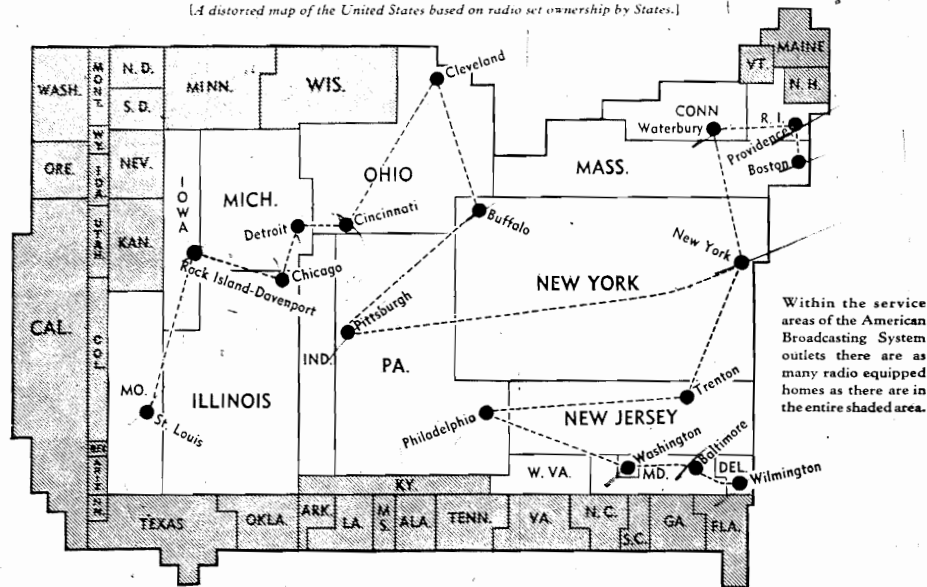 [A distorted map of the United States based on radio set ownership by States.]
MAINE
VT.
N.H.
WASH.
MONT
N.D.
MINN.
WIS.
Cleveland
CONN
R.I.
Waterbury
Providence
S.D.
WY.
ORE.
IDA
NEV.
IOWA
MICH.
OHIO
MASS.
Boston
UTAH
KAN.
Detroit
Cincinnati
Buffalo
New York
Rock Island-Davenport
Chicago
NEW YORK
Within the service
areas of the American
Broadcasting System
outlets there are as
many radio equipped
homes as there are in
the entire shaded area.
CAL.
COL.
Pittsburgh
IND.
PA.
MO.
ILLINOIS
Trenton
St. Louis
Philadelphia
NEW JERSEY
Washington
Baltimore
W. VA.
MD.
DEL.
Wilmington
ARIZ
N.M.
KY.
TEXAS
OKLA.
ARK.
LA.
MS.
ALA.
TENN.
VA.
N.C.
S.C.
GA.
FLA.